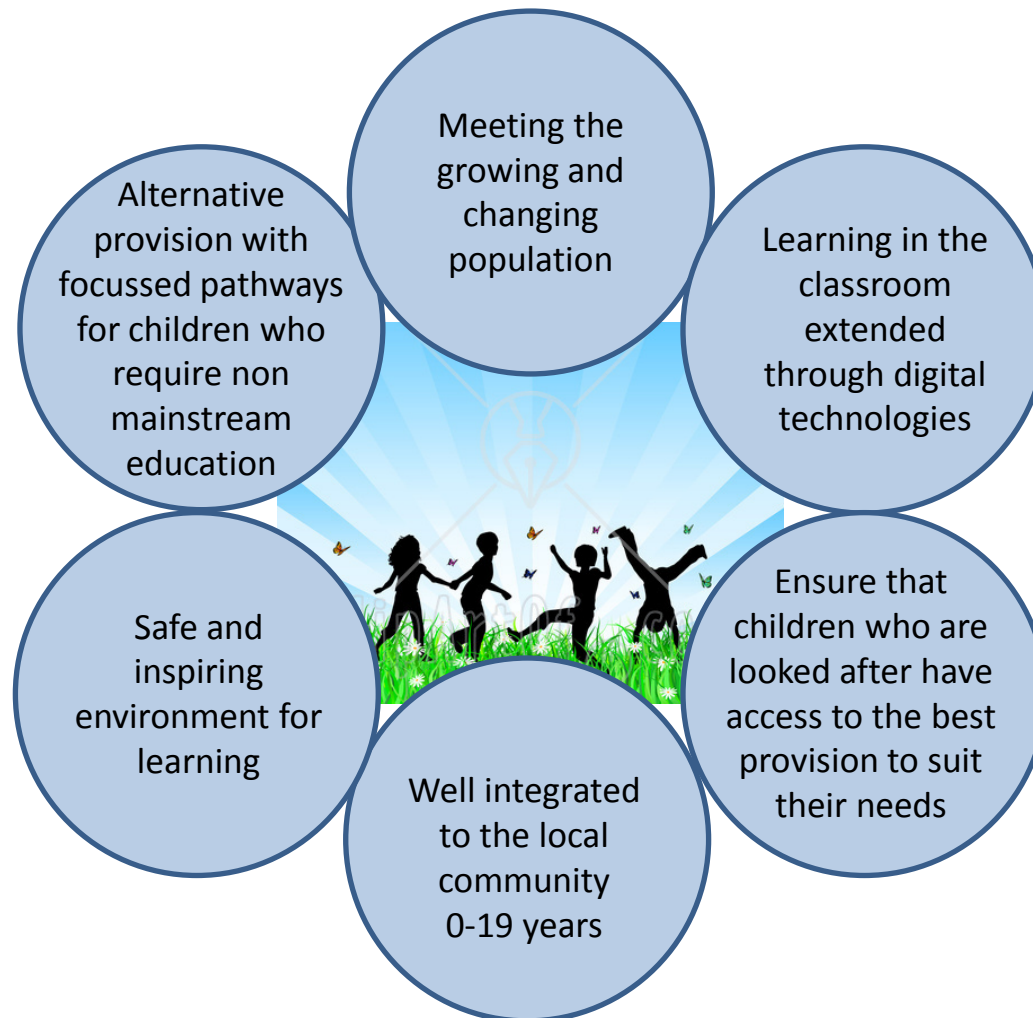 Meeting the
growing and
changing
population
Learning in the
classroom
extended
through digital
technologies
Ensure that
children who are
looked after have
access to the best
provision to suit
their needs
Well integrated
to the local
community
0-19 years
Safe and
inspiring
environment for
learning
Alternative
provision with
focussed pathways
for children who
require non
mainstream
education